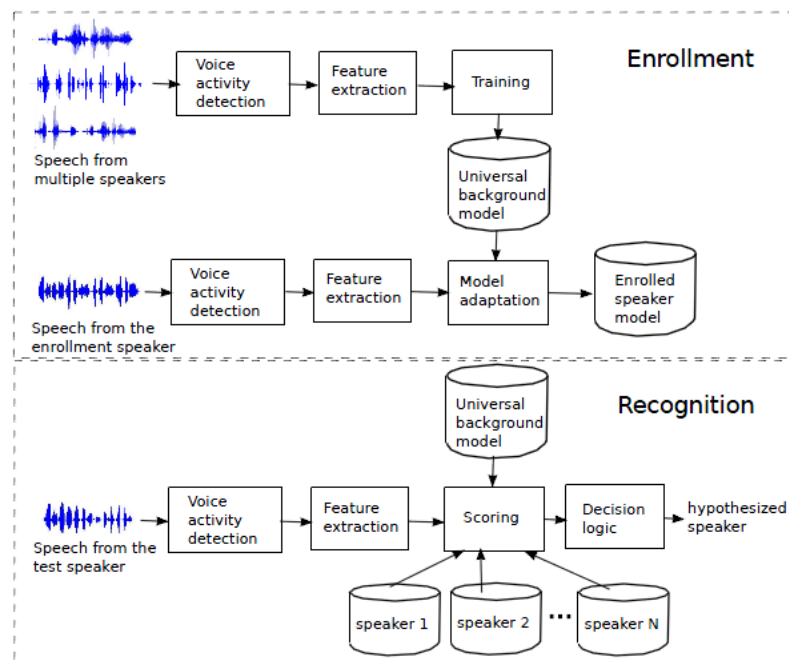 Enrollment
Voice
activity
detection
Feature
extraction
Training
Speech from
multiple speakers
Universal
background
model
Voice
activity
detection
Feature
extraction
Model
adaptation
Enrolled
speaker
model
Speech from the
enrollment speaker
Recognition
Universal
background
model
Voice
activity
detection
Feature
extraction
Scoring
Decision
logic
hypothesized
speaker
Speech from the
test speaker
speaker 1
speaker 2
...
speaker N